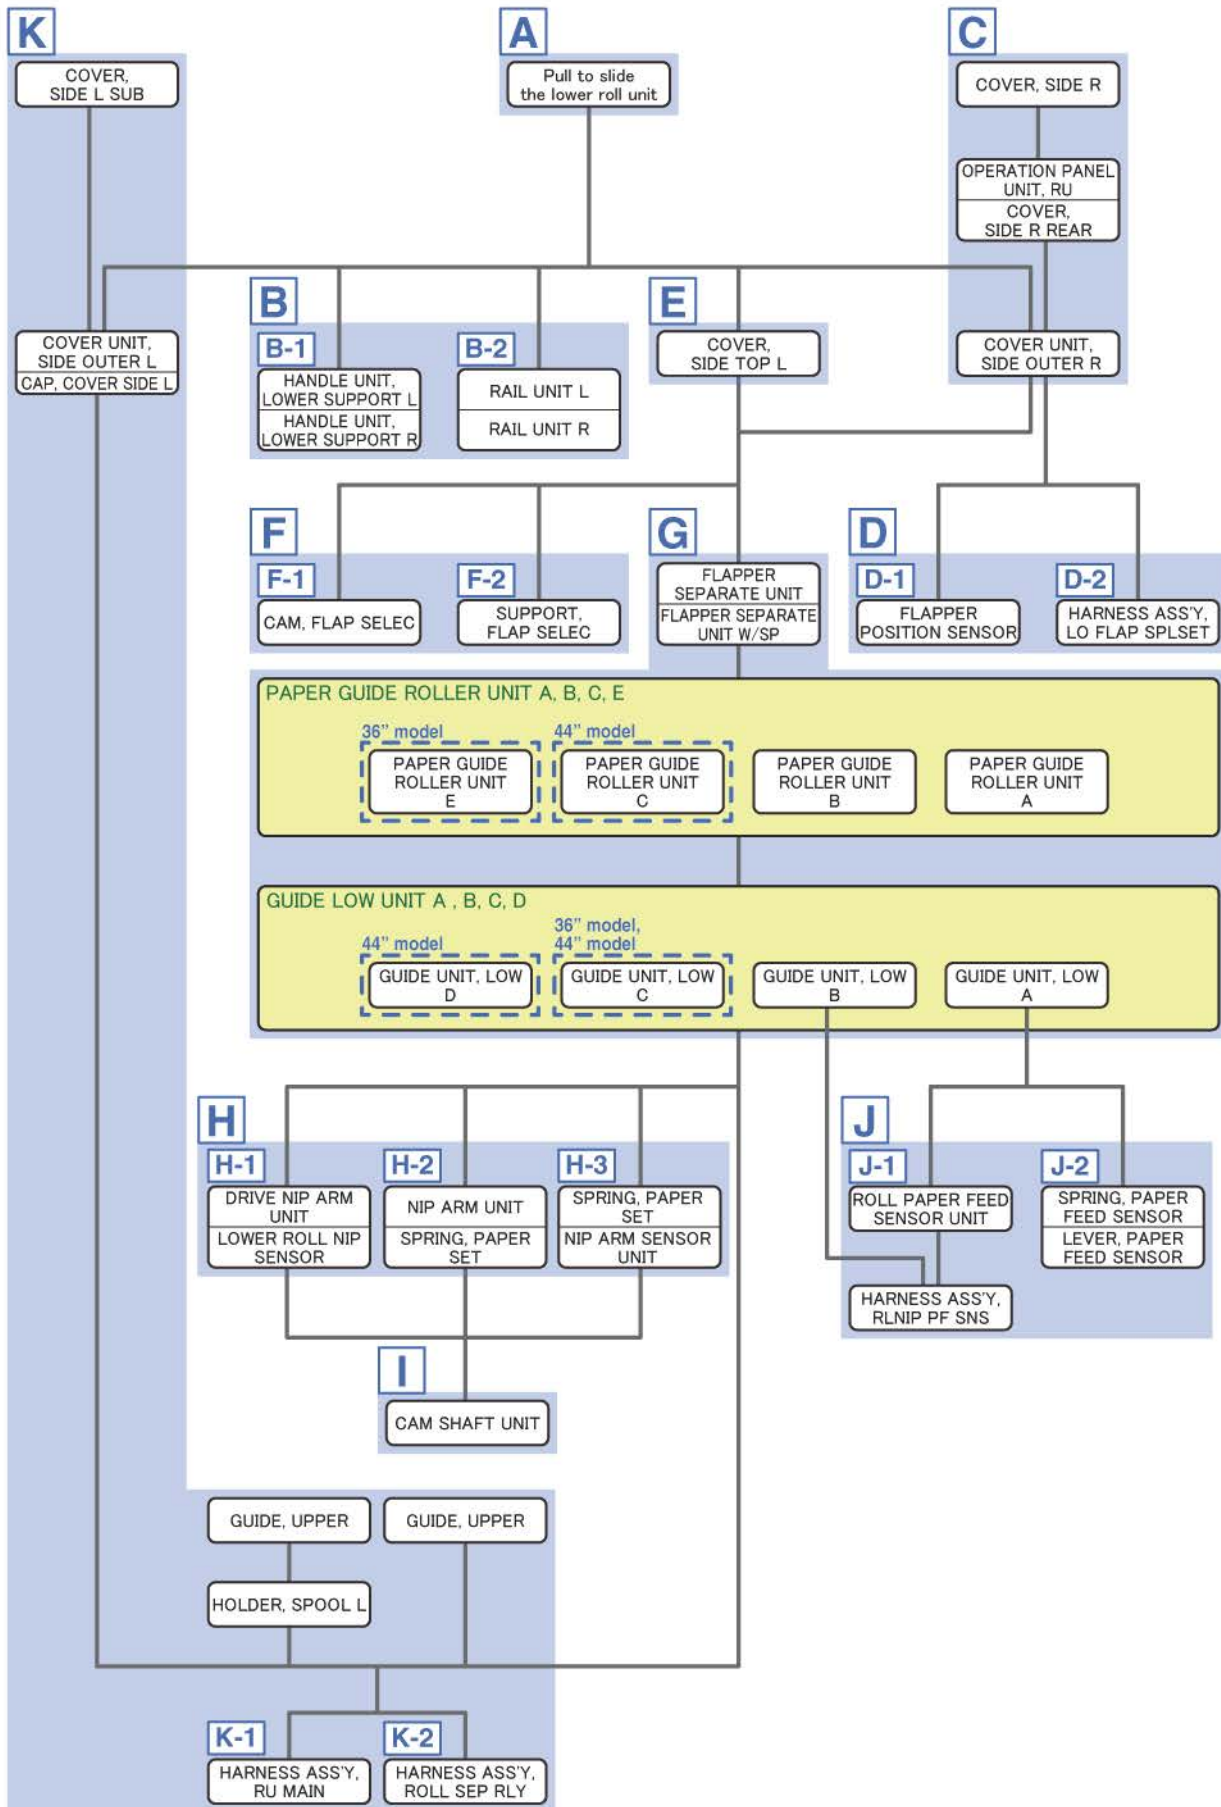 K
COVER,
SIDE L SUB
A
Pull to slide
the lower roll unit
C
COVER, SIDE R
OPERATION PANEL
UNIT, RU
COVER,
SIDE R REAR
COVER UNIT,
SIDE OUTER L
CAP, COVER SIDE L
B
B-1
HANDLE UNIT,
LOWER SUPPORT L
HANDLE UNIT,
LOWER SUPPORT R
B-2
RAIL UNIT L
RAIL UNIT R
E
COVER,
SIDE TOP L
COVER UNIT,
SIDE OUTER R
F
F-1
CAM, FLAP SELEC
F-2
SUPPORT,
FLAP SELEC
G
FLAPPER
SEPARATE UNIT
FLAPPER SEPARATE
UNIT W/SP
D
D-1
FLAPPER
POSITION SENSOR
D-2
HARNESS ASS'Y,
LO FLAP SPLSET
PAPER GUIDE ROLLER UNIT A, B, C, E
36” model
PAPER GUIDE
ROLLER UNIT
E
44” model
PAPER GUIDE
ROLLER UNIT
C
PAPER GUIDE
ROLLER UNIT
B
PAPER GUIDE
ROLLER UNIT
A
GUIDE LOW UNIT A , B, C, D
44” model
GUIDE UNIT, LOW
D
36” model,
44” model
GUIDE UNIT, LOW
C
GUIDE UNIT, LOW
B
GUIDE UNIT, LOW
A
H
H-1
DRIVE NIP ARM
UNIT
LOWER ROLL NIP
SENSOR
H-2
NIP ARM UNIT
SPRING, PAPER
SET
H-3
SPRING, PAPER
SET
NIP ARM SENSOR
UNIT
J
J-1
ROLL PAPER FEED
SENSOR UNIT
J-2
SPRING, PAPER
FEED SENSOR
LEVER, PAPER
FEED SENSOR
HARNESS ASS'Y,
RLNIP PF SNS
I
CAM SHAFT UNIT
GUIDE, UPPER
GUIDE, UPPER
HOLDER, SPOOL L
K-1
HARNESS ASS'Y,
RU MAIN
K-2
HARNESS ASS'Y,
ROLL SEP RLY